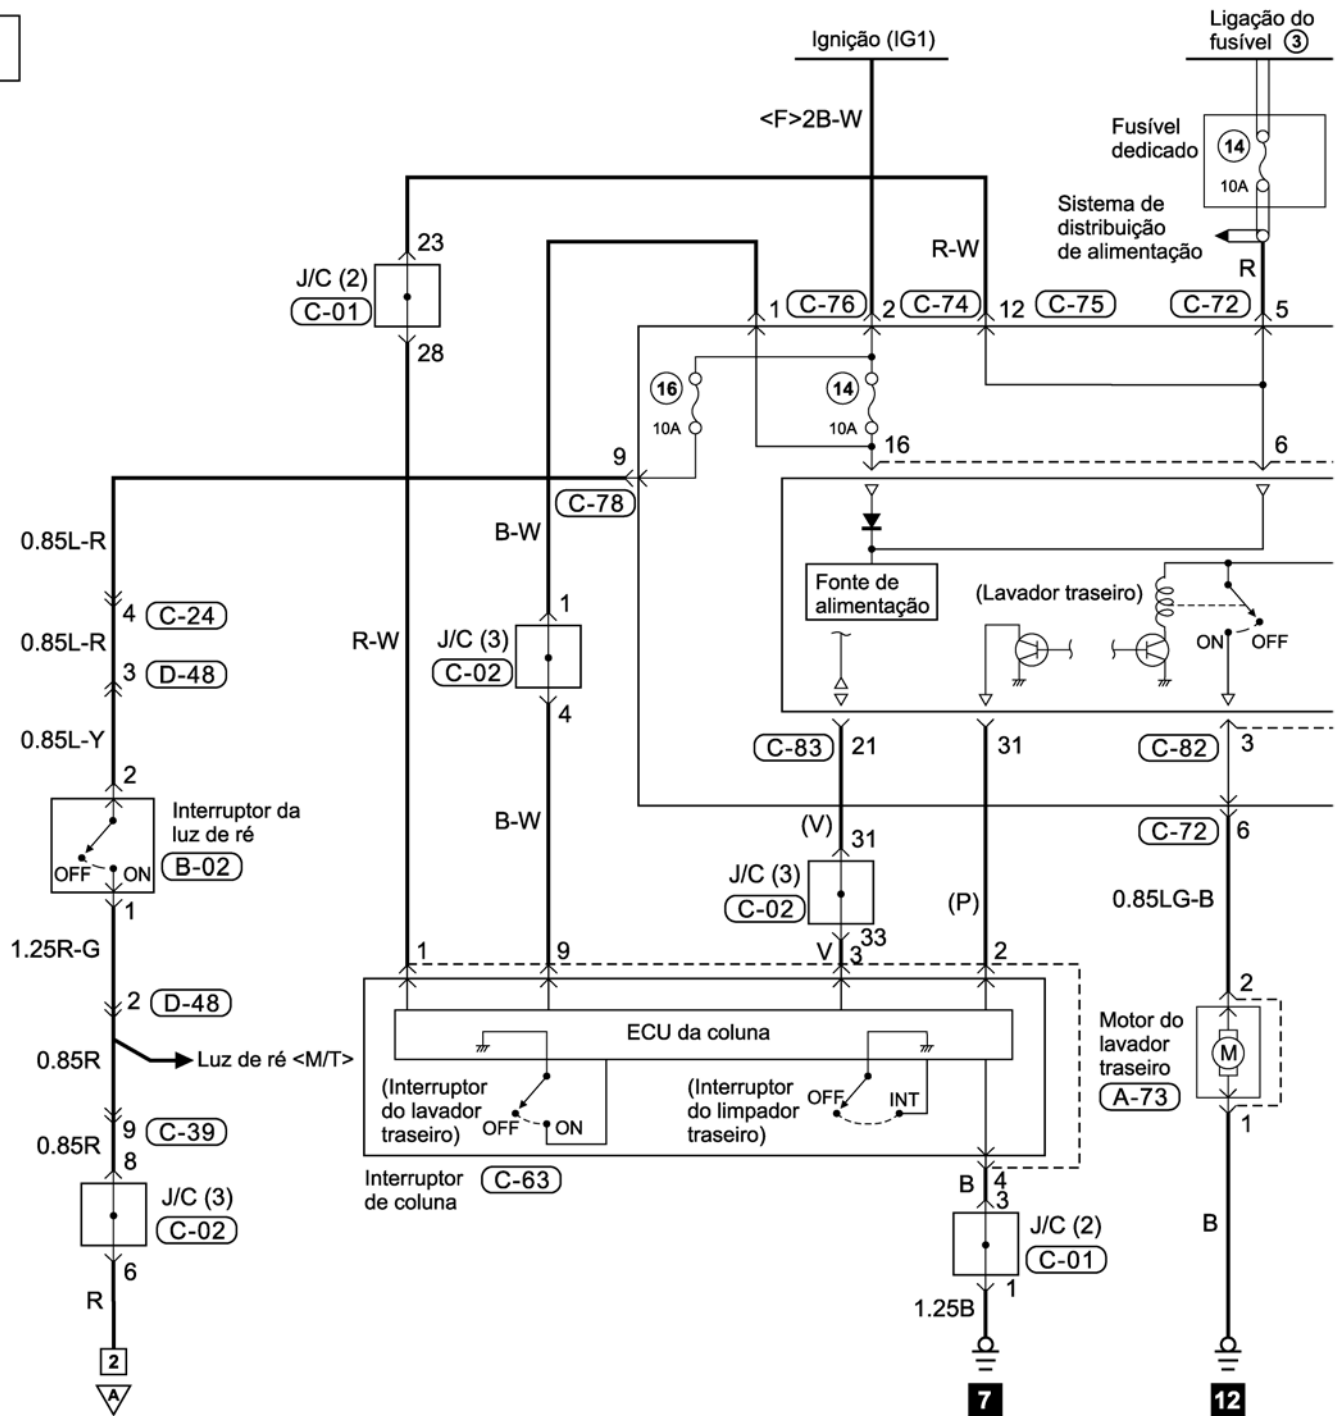 Ligação do
fusível 3
Ignição (IG1)
<F>2B-W
Fusível
dedicado
14
10A
Sistema de
distribuição
de alimentação
R-W
R
23
J/C (2)
C-01
28
1
C-76
2
C-74
12
C-75
C-72
5
16
10A
14
10A
16
6
9
C-78
0.85L-R
B-W
4
C-24
0.85L-R
3
D-48
0.85L-Y
R-W
1
J/C (3)
C-02
4
Fonte de
alimentação
(Lavador traseiro)
ON
OFF
C-83
21
31
C-82
3
2
Interruptor da
luz de ré
B-02
OFF
ON
1
B-W
(V)
31
J/C (3)
C-02
33
(P)
C-72
6
0.85LG-B
1.25R-G
1
9
V
3
2
2
D-48
0.85R
Luz de ré <M/T>
ECU da coluna
(Interruptor
do lavador
traseiro)
OFF
ON
(Interruptor
do limpador
traseiro)
OFF
INT
2
Motor do
lavador
traseiro
A-73
M
1
9
C-39
0.85R
8
Interruptor
de coluna
C-63
B
4
3
J/C (3)
C-02
6
J/C (2)
C-01
1
B
R
1.25B
2
A
7
12